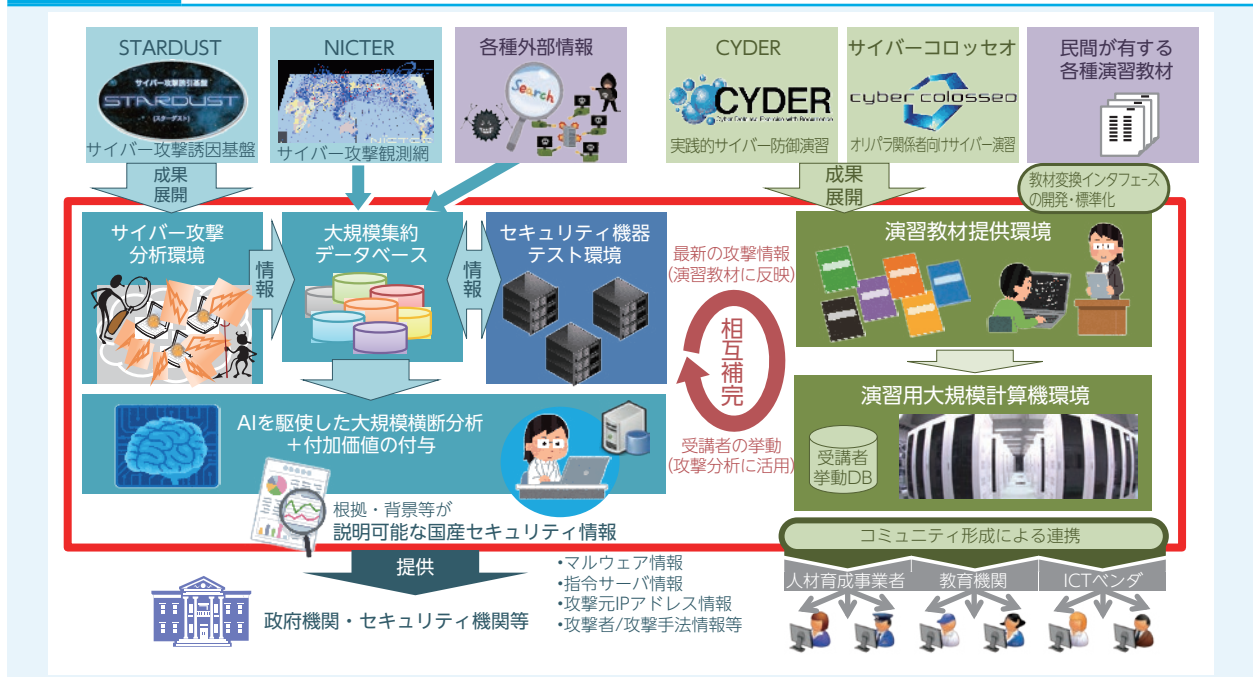 STARDUST
サイバー攻撃誘引基盤
STARDUST
(スターダスト)
サイバー攻撃誘因基盤
NICTER
NICTER
サイバー攻撃観測網
各種外部情報
Search
CYDER
CYDER
実践的サイバー防御演習
サイバーコロッセオ
cyber colosseo
オリパラ関係者向けサイバー演習
民間が有する
各種演習教材
成果
展開
成果
展開
教材変換インタフェース
の開発・標準化
サイバー攻撃
分析環境
情報
大規模集約
データベース
情報
セキュリティ機器
テスト環境
最新の攻撃情報
(演習教材に反映)
相互補完
受講者の挙動
(攻撃分析に活用)
演習教材提供環境
演習用大規模計算機環境
受講者
挙動DB
AIを駆使した大規模横断分析
＋付加価値の付与
根拠・背景等が
説明可能な国産セキュリティ情報
提供
政府機関・セキュリティ機関等
・マルウェア情報
・指令サーバ情報
・攻撃元IPアドレス情報
・攻撃者/攻撃手法情報等
コミュニティ形成による連携
人材育成事業者
教育機関
ICTベンダ